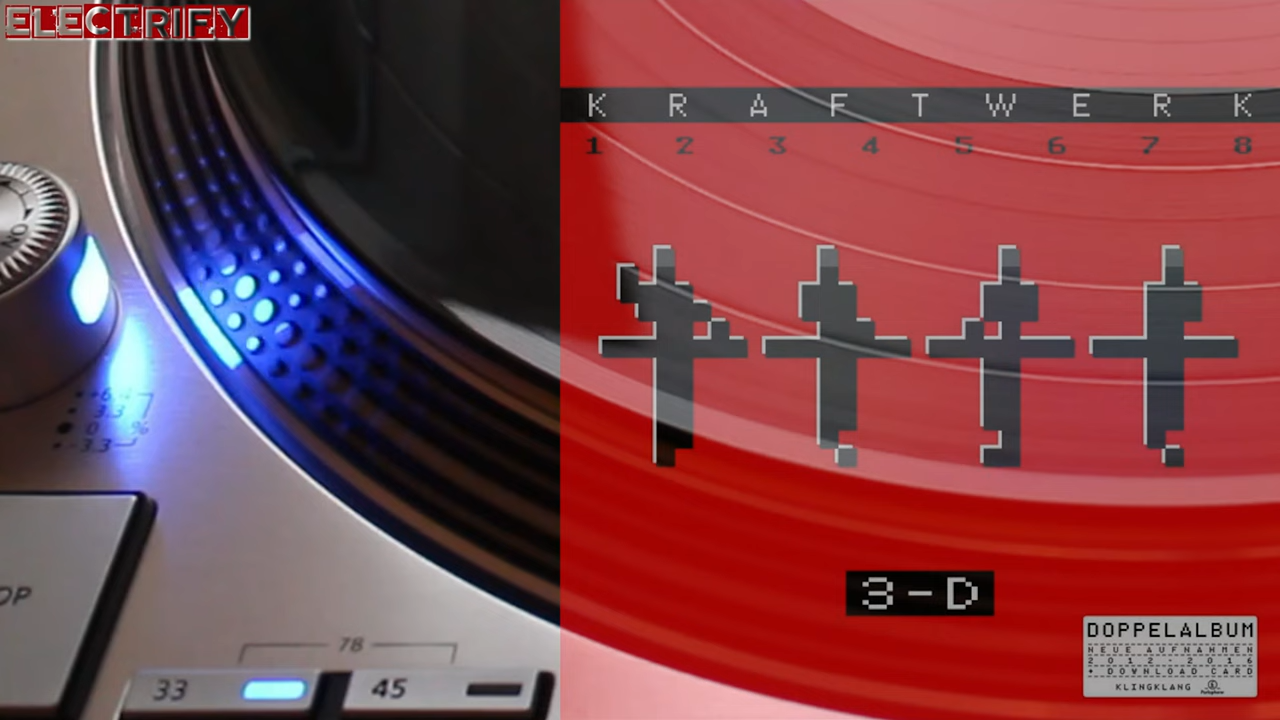 ELECTRIFY
K R A F T W E R K
1 2 3 4 5 6 7 8
ON
+6.4
3.3
0 %
-3.3
OP
3-D
DOPPELALBUM
NEUE AUFNAHMEN
2012-2016
+ DOWNLOAD CARD
KLINGKLANG
78
33
45